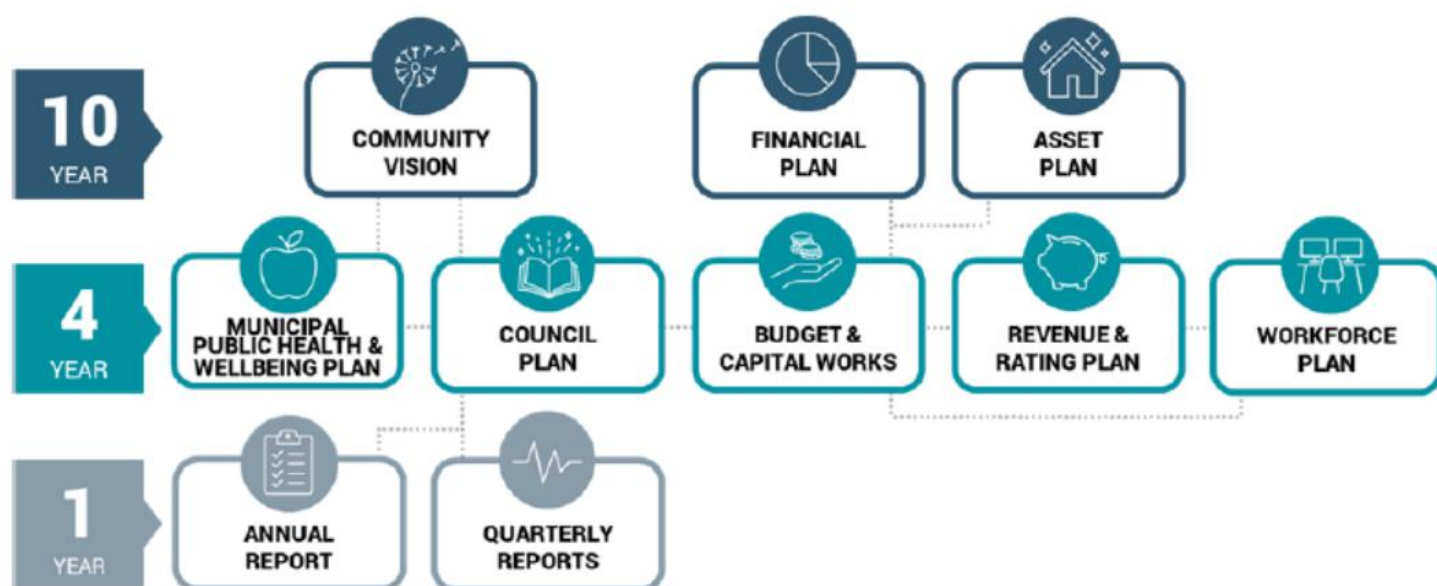 10
YEAR
COMMUNITY
VISION
FINANCIAL
PLAN
ASSET
PLAN
4
YEAR
MUNICIPAL
PUBLIC HEALTH &
WELLBEING PLAN
COUNCIL
PLAN
BUDGET &
CAPITAL WORKS
REVENUE &
RATING PLAN
WORKFORCE
PLAN
1
YEAR
ANNUAL
REPORT
QUARTERLY
REPORTS